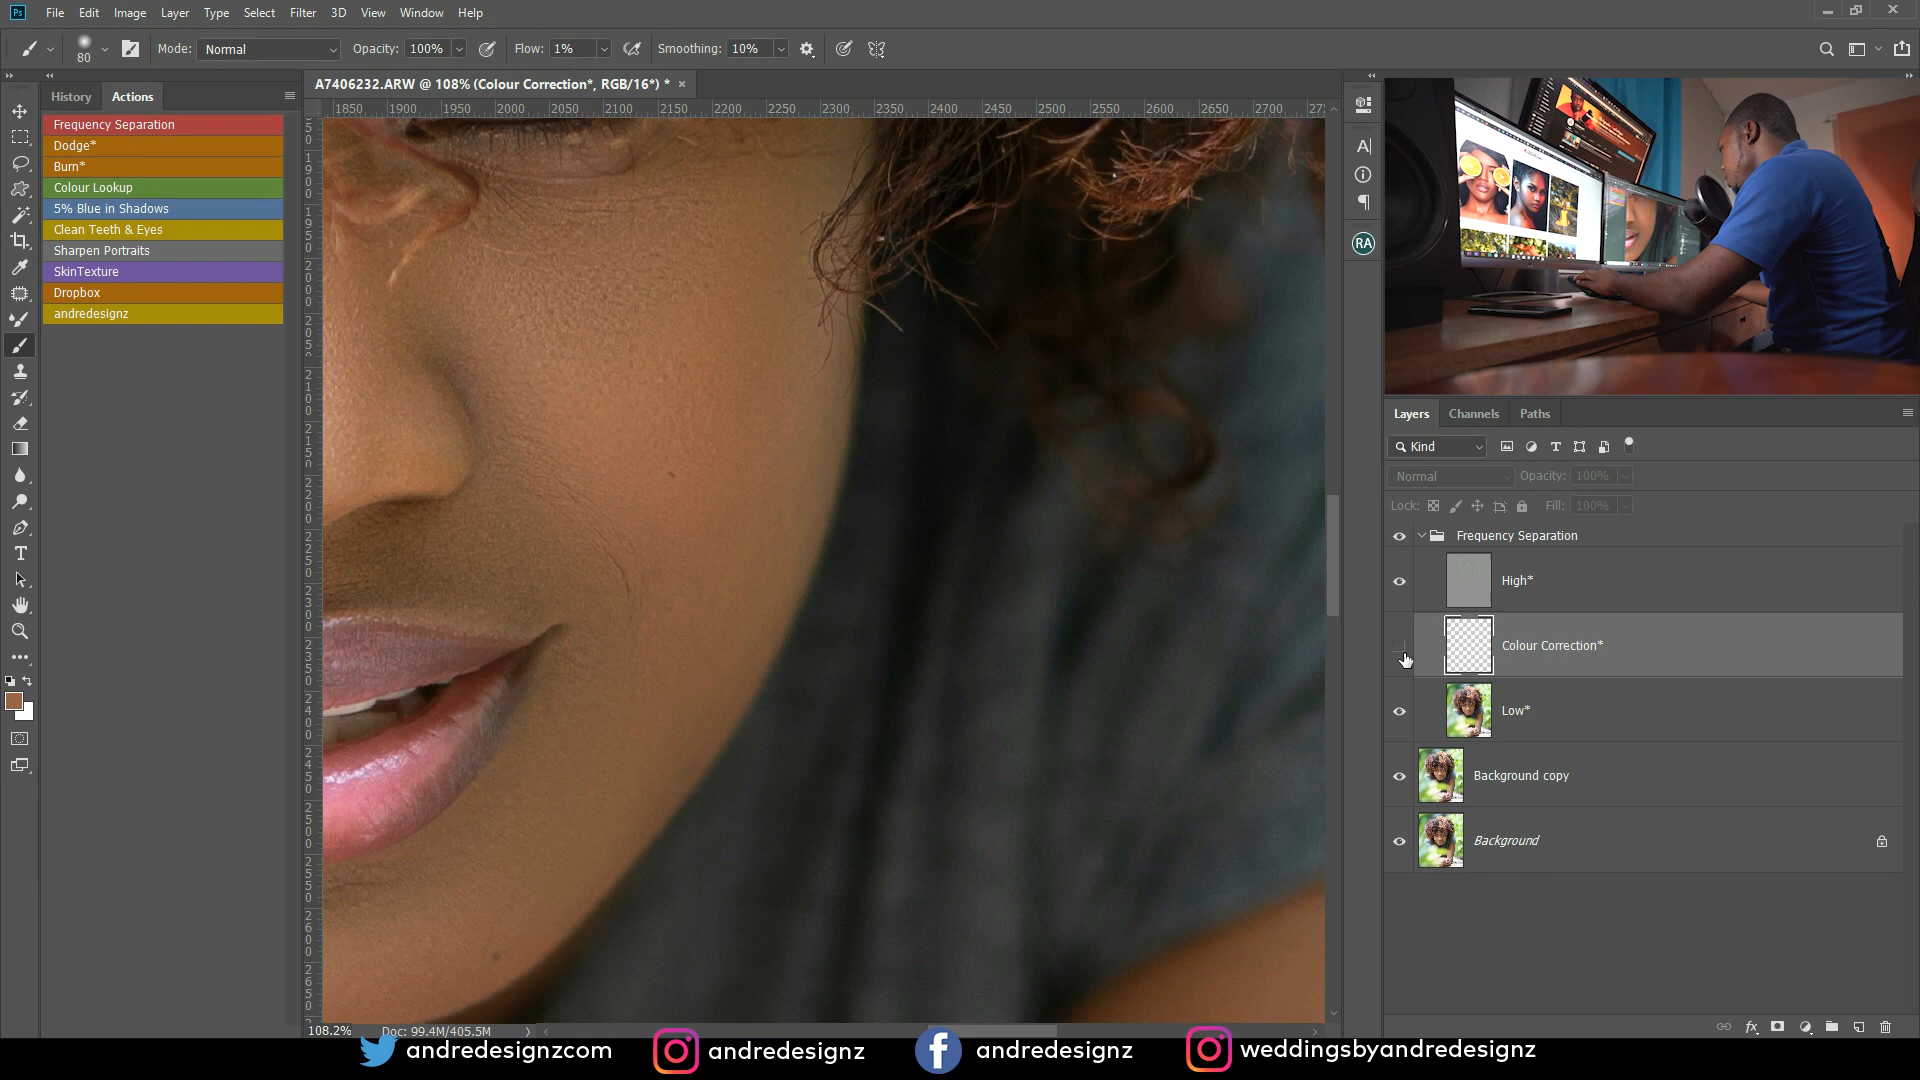 Ps File Edit Image Layer Type Select Filter 3D View Window Help
80 Mode: Normal Opacity: 100% Flow: 1% Smoothing: 10%
History Actions
A7406232.ARW @ 108% (Colour Correction*, RGB/16*) *
1850 1900 1950 2000 2050 2100 2150 2200 2250 2300 2350 2400 2450 2500 2550 2600 2650 2700
Frequency Separation
Dodge*
Burn*
Colour Lookup
5% Blue in Shadows
Clean Teeth & Eyes
Sharpen Portraits
SkinTexture
Dropbox
andredesignz
RA
Layers Channels Paths
Kind
Normal Opacity: 100%
Lock: Fill: 100%
Frequency Separation
High*
Colour Correction*
Low*
Background copy
Background
fx
108.2% Doc: 99.4M/405.5M
andredesignzcom andredesignz andredesignz weddingsbyandredesignz